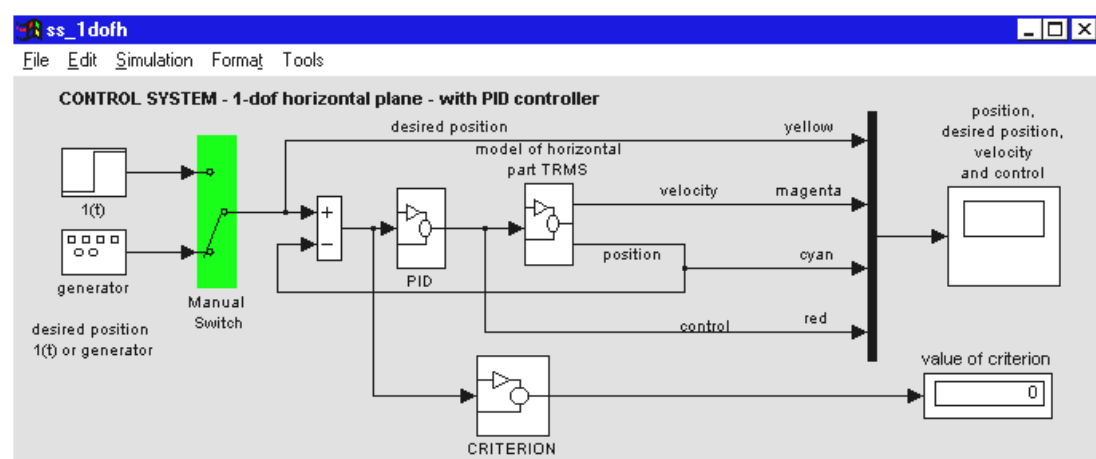 ss_1dofh
File Edit Simulation Format Tools
CONTROL SYSTEM - 1-dof horizontal plane - with PID controller
desired position
yellow
position,
desired position,
velocity
and control
model of horizontal
part TRMS
velocity
magenta
1(t)
+
−
position
cyan
PID
generator
Manual
Switch
desired position
1(t) or generator
control
red
value of criterion
0
CRITERION